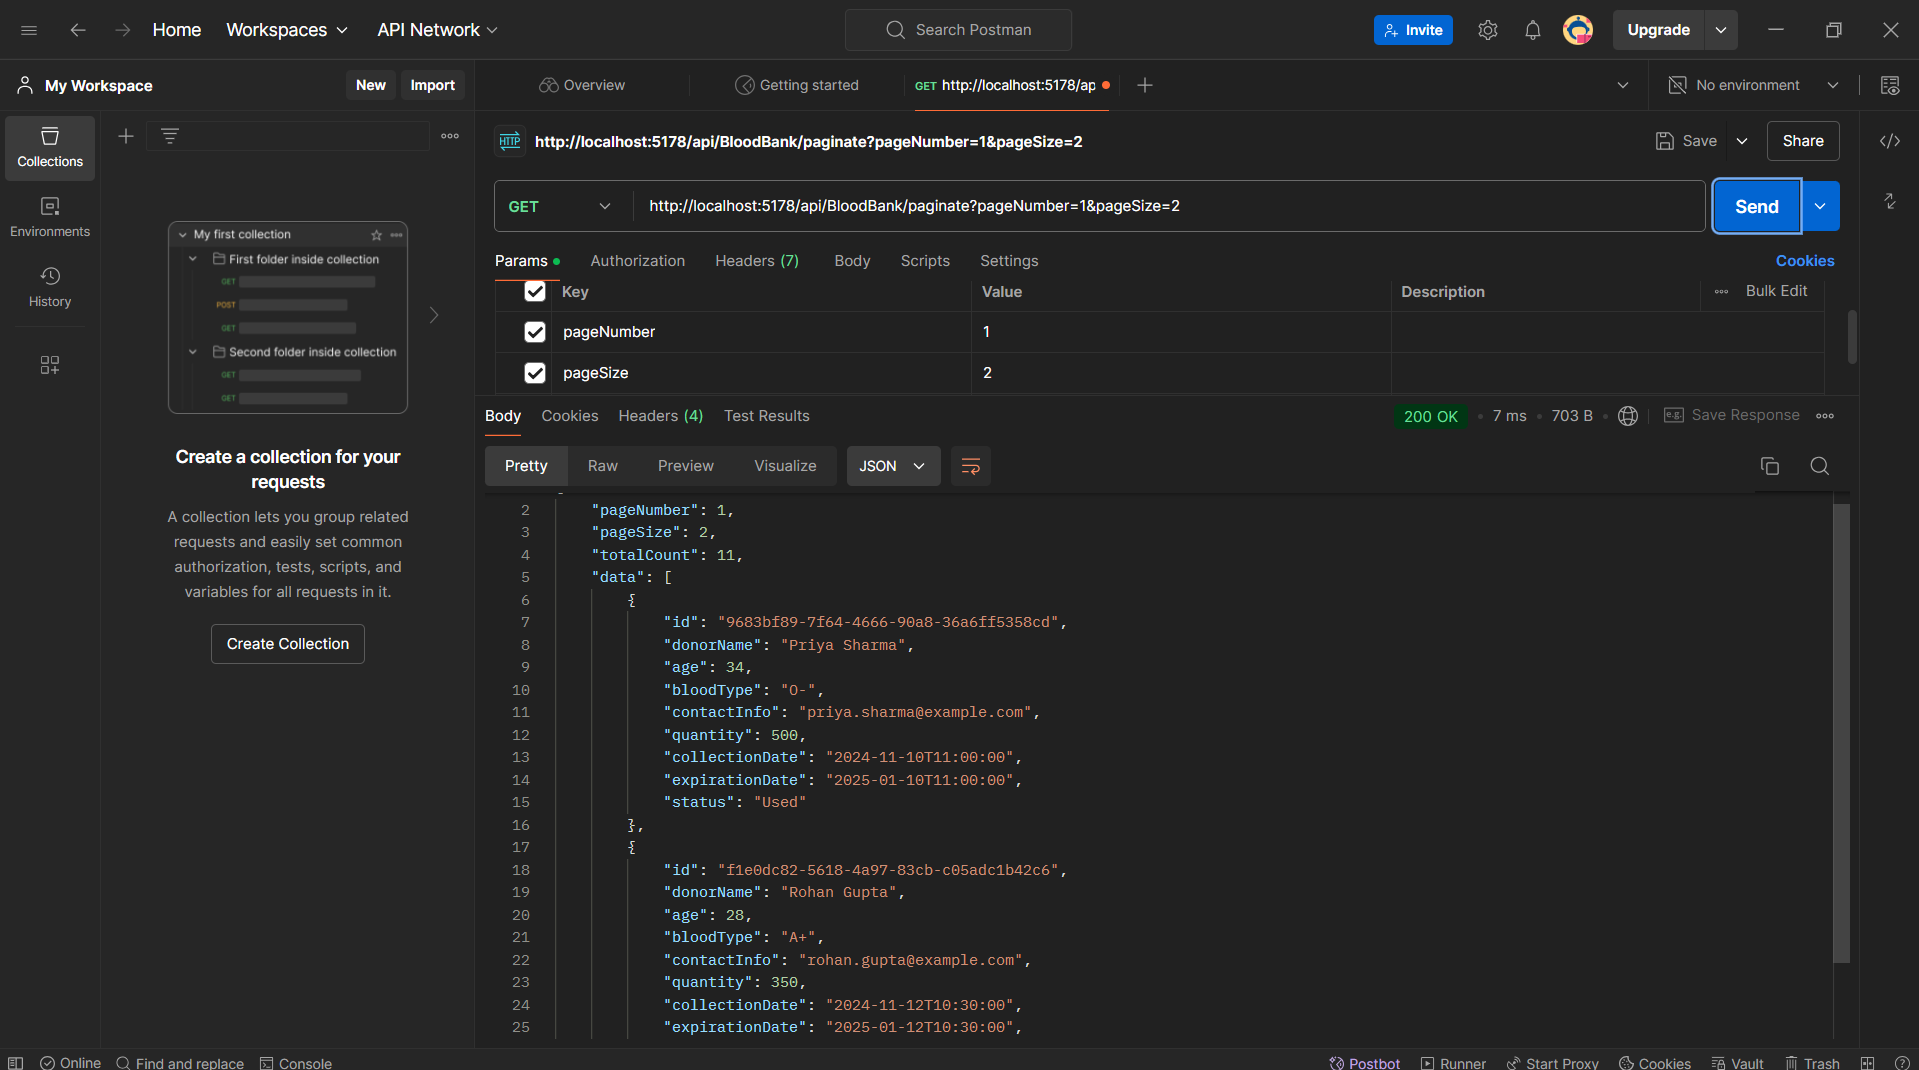 Home Workspaces API Network Search Postman Invite Upgrade
My Workspace New Import Overview Getting started GET http://localhost:5178/ap No environment
Collections
Environments
History
My first collection
First folder inside collection
GET
POST
GET
Second folder inside collection
GET
GET
Create a collection for your
requests
A collection lets you group related
requests and easily set common
authorization, tests, scripts, and
variables for all requests in it.
Create Collection
HTTP http://localhost:5178/api/BloodBank/paginate?pageNumber=1&pageSize=2 Save Share
GET http://localhost:5178/api/BloodBank/paginate?pageNumber=1&pageSize=2 Send
Params Authorization Headers (7) Body Scripts Settings Cookies
Key Value Description Bulk Edit
pageNumber 1
pageSize 2
Body Cookies Headers (4) Test Results 200 OK 7 ms 703 B e.g. Save Response
Pretty Raw Preview Visualize JSON
2 "pageNumber": 1,
3 "pageSize": 2,
4 "totalCount": 11,
5 "data": [
6 {
7 "id": "9683bf89-7f64-4666-90a8-36a6ff5358cd",
8 "donorName": "Priya Sharma",
9 "age": 34,
10 "bloodType": "O-",
11 "contactInfo": "priya.sharma@example.com",
12 "quantity": 500,
13 "collectionDate": "2024-11-10T11:00:00",
14 "expirationDate": "2025-01-10T11:00:00",
15 "status": "Used"
16 },
17 {
18 "id": "f1e0dc82-5618-4a97-83cb-c05adc1b42c6",
19 "donorName": "Rohan Gupta",
20 "age": 28,
21 "bloodType": "A+",
22 "contactInfo": "rohan.gupta@example.com",
23 "quantity": 350,
24 "collectionDate": "2024-11-12T10:30:00",
25 "expirationDate": "2025-01-12T10:30:00",
Online Find and replace Console Postbot Runner Start Proxy Cookies Vault Trash